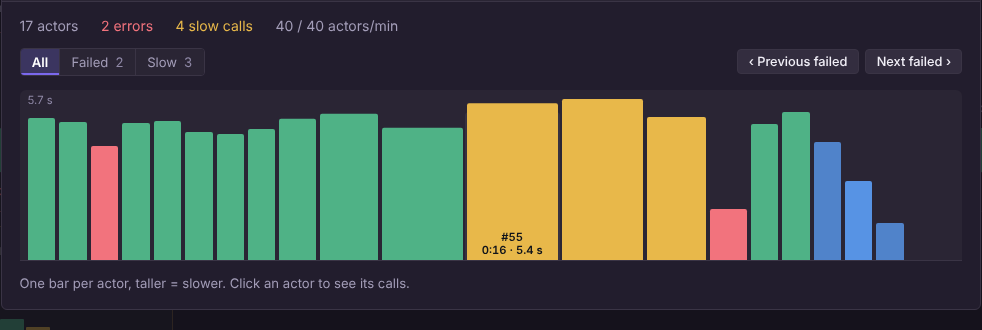 17 actors 2 errors 4 slow calls 40 / 40 actors/min
All Failed 2 Slow 3 ‹ Previous failed Next failed ›
5.7 s
#55
0:16 · 5.4 s
One bar per actor, taller = slower. Click an actor to see its calls.